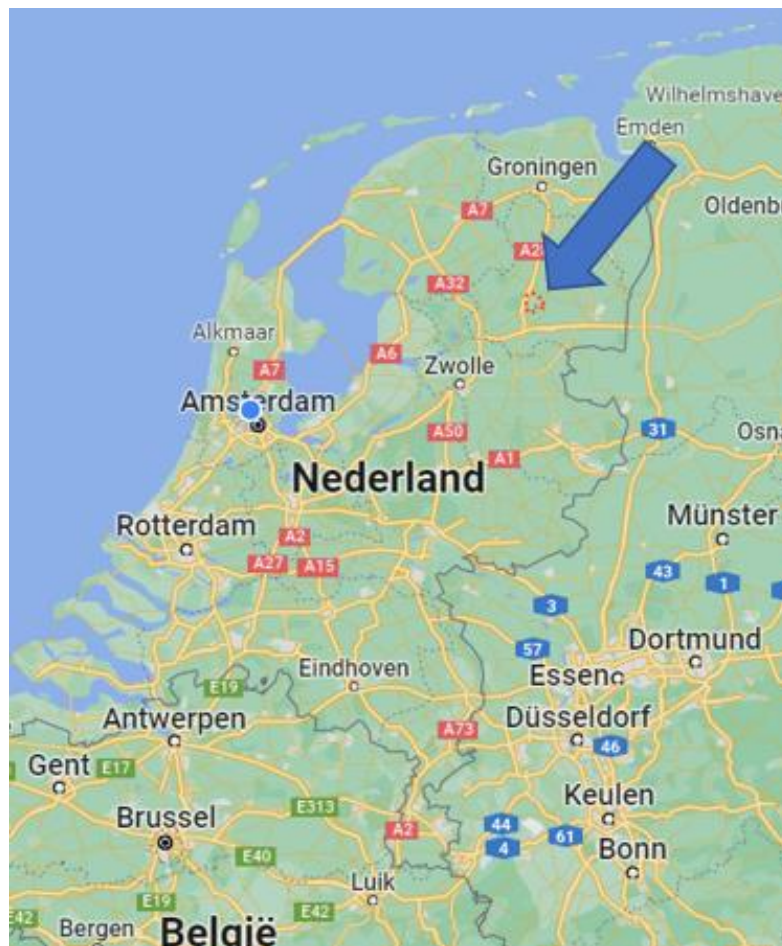 Wilhelmshave
Emden
Groningen
Oldenb
A7
A2
A32
Alkmaar
A6
Zwolle
A7
Amsterdam
A50
31
Osn
A1
Nederland
Münster
Rotterdam
A2
A27
A15
43
1
3
Dortmund
57
Eindhoven
Essen
E19
Antwerpen
A73
Düsseldorf
46
Gent
E17
Keulen
E313
Brussel
A2
44
61
4
Bonn
E40
Luik
E19
E42
E42
Bergen
België